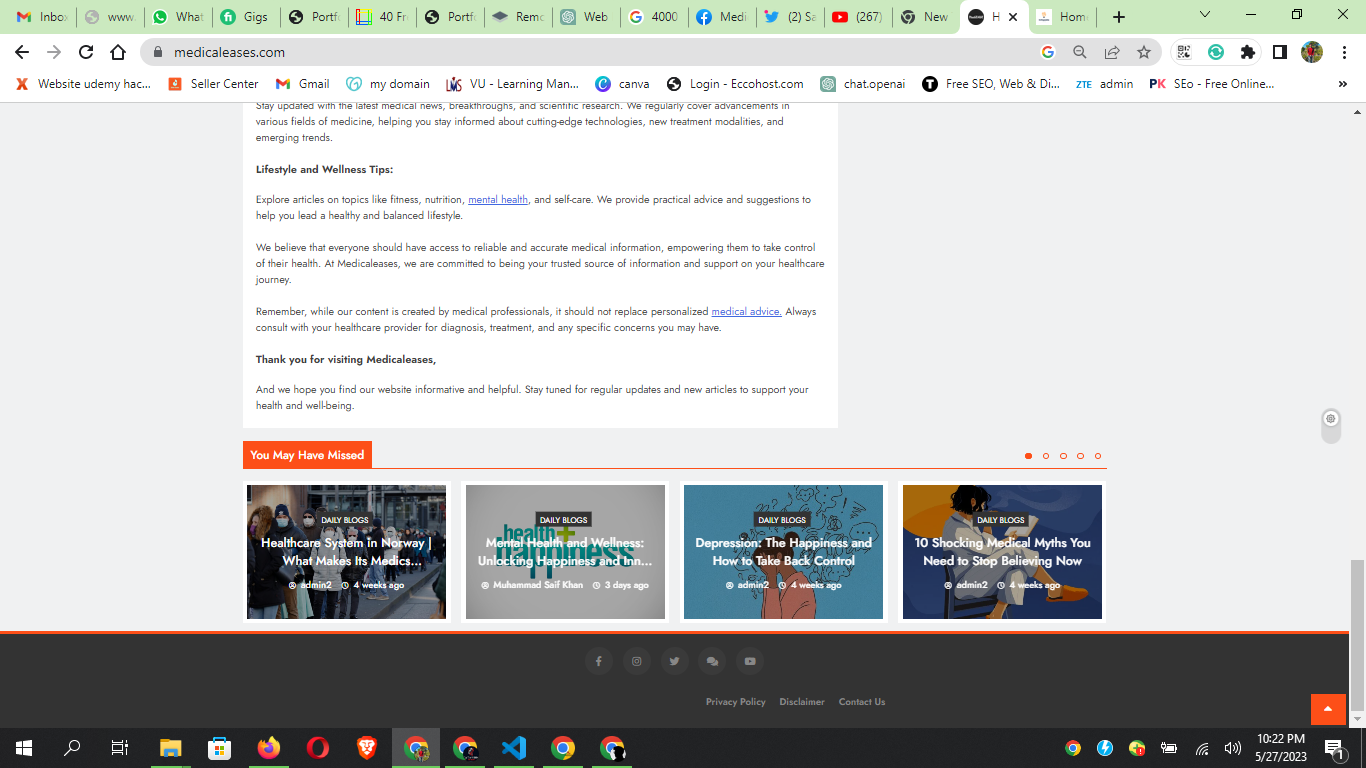 Inbox
www.
What
Gigs
Portf
40 Fr
Portf
Remo
Web
4000
Medi
(2) Sa
(267)
New
H
Hom
medicaleases.com
Website udemy hac...
Seller Center
Gmail
my domain
VU - Learning Man...
canva
Login - Eccohost.com
chat.openai
Free SEO, Web & Di...
ZTE admin
PK SEo - Free Online...
Stay updated with the latest medical news, breakthroughs, and scientific research. We regularly cover advancements in
various fields of medicine, helping you stay informed about cutting-edge technologies, new treatment modalities, and
emerging trends.
Lifestyle and Wellness Tips:
Explore articles on topics like fitness, nutrition, mental health, and self-care. We provide practical advice and suggestions to
help you lead a healthy and balanced lifestyle.
We believe that everyone should have access to reliable and accurate medical information, empowering them to take control
of their health. At Medicaleases, we are committed to being your trusted source of information and support on your healthcare
journey.
Remember, while our content is created by medical professionals, it should not replace personalized medical advice. Always
consult with your healthcare provider for diagnosis, treatment, and any specific concerns you may have.
Thank you for visiting Medicaleases,
And we hope you find our website informative and helpful. Stay tuned for regular updates and new articles to support your
health and well-being.
You May Have Missed
DAILY BLOGS
Healthcare System in Norway |
What Makes Its Medics...
admin2 4 weeks ago
DAILY BLOGS
health+
happiness
Mental Health and Wellness:
Unlocking Happiness and Inn...
Muhammad Saif Khan 3 days ago
DAILY BLOGS
Depression: The Happiness and
How to Take Back Control
admin2 4 weeks ago
DAILY BLOGS
10 Shocking Medical Myths You
Need to Stop Believing Now
admin2 4 weeks ago
Privacy Policy
Disclaimer
Contact Us
10:22 PM
5/27/2023
1